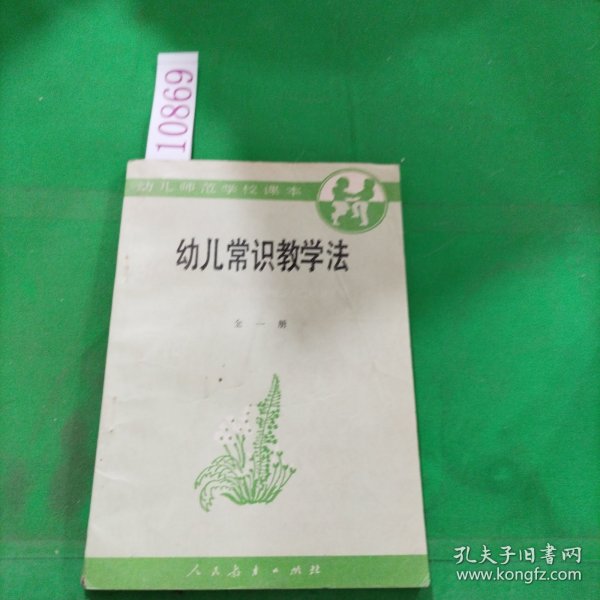 10869
幼儿师范学校课本
幼儿常识教学法
全一册
人民教育出版社
孔夫子旧书网
www.kongfz.com